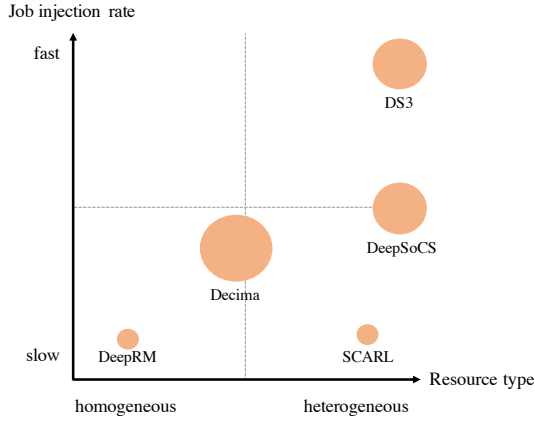 Job injection rate
fast
DS3
DeepSoCS
Decima
slow
DeepRM
SCARL
Resource type
homogeneous
heterogeneous